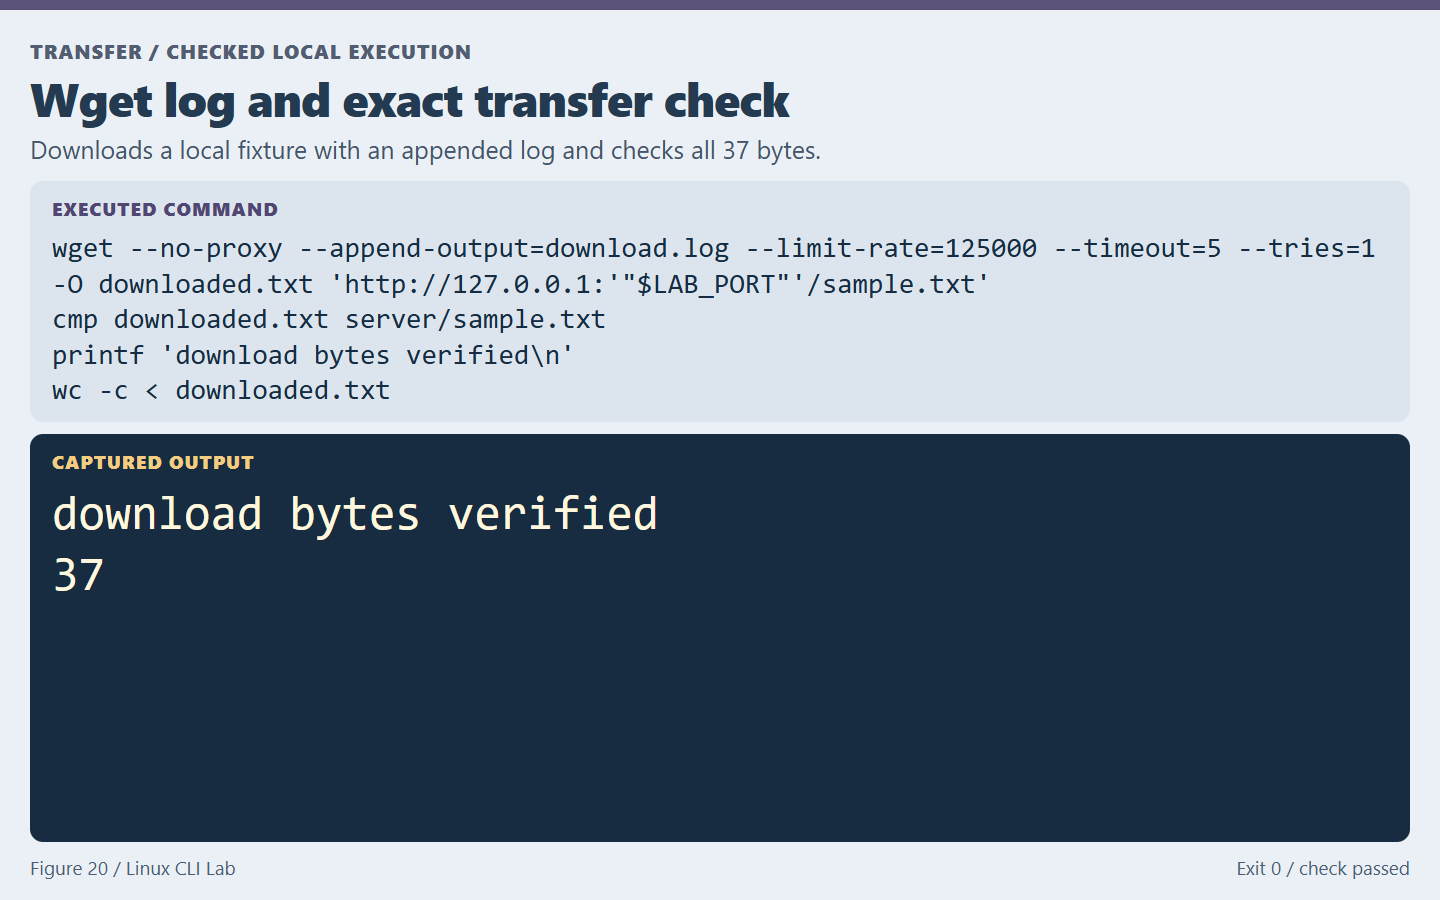 TRANSFER / CHECKED LOCAL EXECUTION
Wget log and exact transfer check
Downloads a local fixture with an appended log and checks all 37 bytes.
EXECUTED COMMAND
wget --no-proxy --append-output=download.log --limit-rate=125000 --timeout=5 --tries=1
-O downloaded.txt 'http://127.0.0.1:'"$LAB_PORT"'/sample.txt'
cmp downloaded.txt server/sample.txt
printf 'download bytes verified\n'
wc -c < downloaded.txt
CAPTURED OUTPUT
download bytes verified
37
Figure 20 / Linux CLI Lab
Exit 0 / check passed